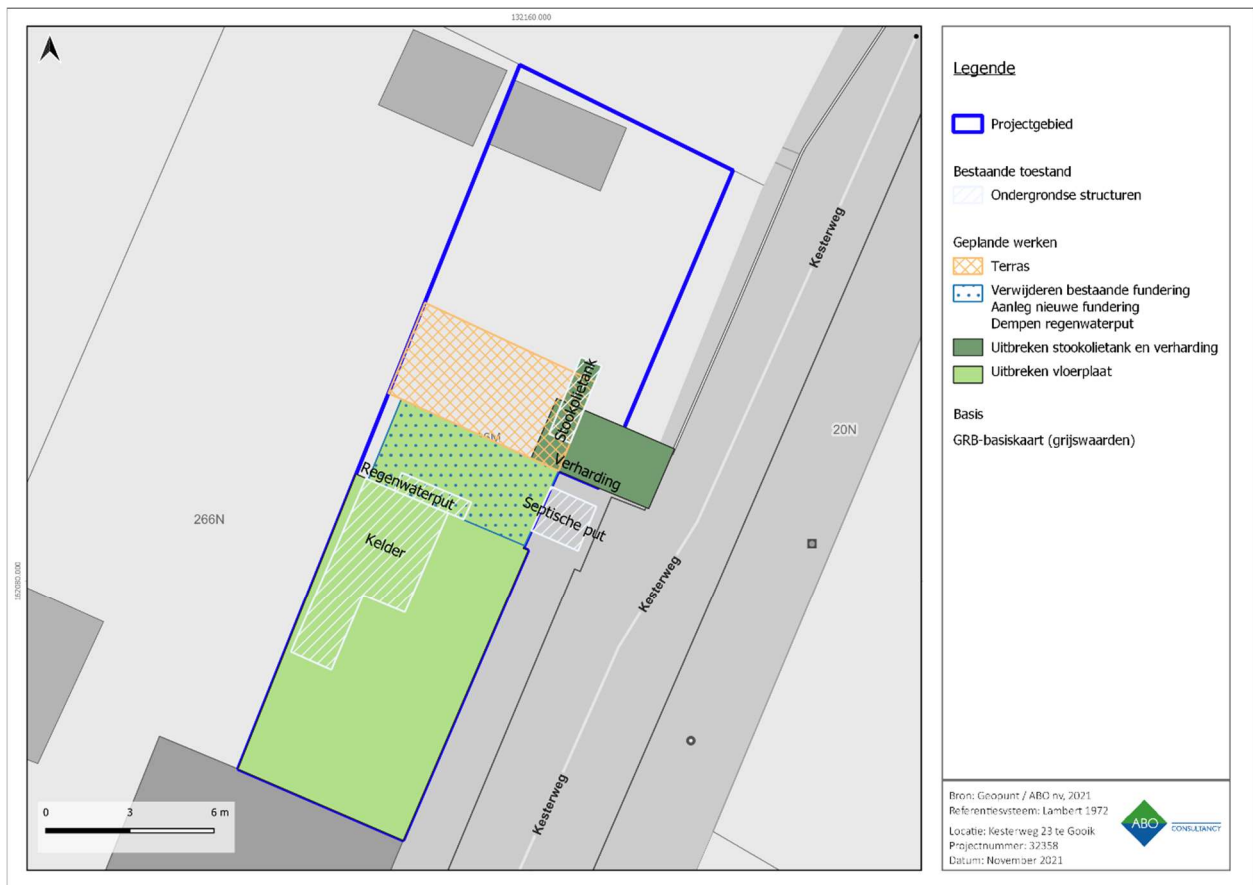 132160.000
152080.000
Kesterweg
Stookolietank
Verharding
Regenwaterput
Septische put
Kelder
266N
20N
Kesterweg
Kesterweg
0 3 6 m
Legende
Projectgebied
Bestaande toestand
Ondergrondse structuren
Geplande werken
Terras
Verwijderen bestaande fundering
Aanleg nieuwe fundering
Dempen regenwaterput
Uitbreken stookolietank en verharding
Uitbreken vloerplaat
Basis
GRB-basiskaart (grijswaarden)
Bron: Geopunt / ABO nv, 2021
Referentiesysteem: Lambert 1972
Locatie: Kesterweg 23 te Gooik
Projectnummer: 32358
Datum: November 2021
ABO
CONSULTANCY